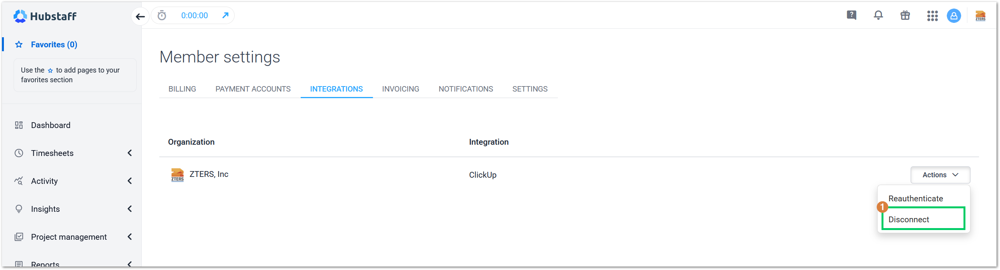 Hubstaff
0:00:00
?
ZTERS
Favorites (0)
Use the to add pages to your
favorites section
Dashboard
Timesheets
Activity
Insights
Project management
Reports
Member settings
BILLING PAYMENT ACCOUNTS INTEGRATIONS INVOICING NOTIFICATIONS SETTINGS
Organization Integration
ZTERS ZTERS, Inc ClickUp Actions
Reauthenticate
1
Disconnect